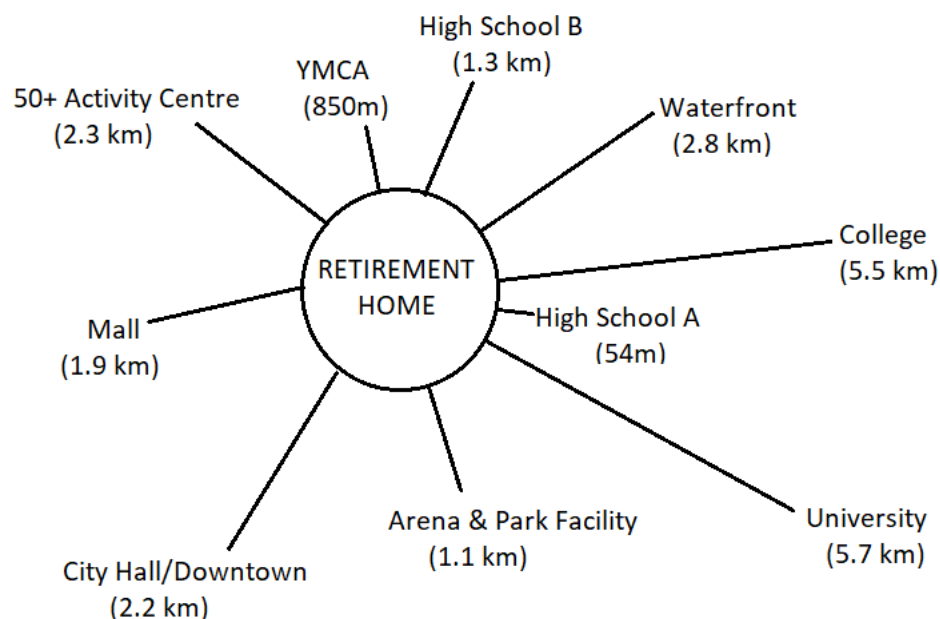 High School B
(1.3 km)
YMCA
(850m)
50+ Activity Centre
(2.3 km)
Waterfront
(2.8 km)
College
(5.5 km)
RETIREMENT
HOME
High School A
(54m)
Mall
(1.9 km)
Arena & Park Facility
(1.1 km)
University
(5.7 km)
City Hall/Downtown
(2.2 km)